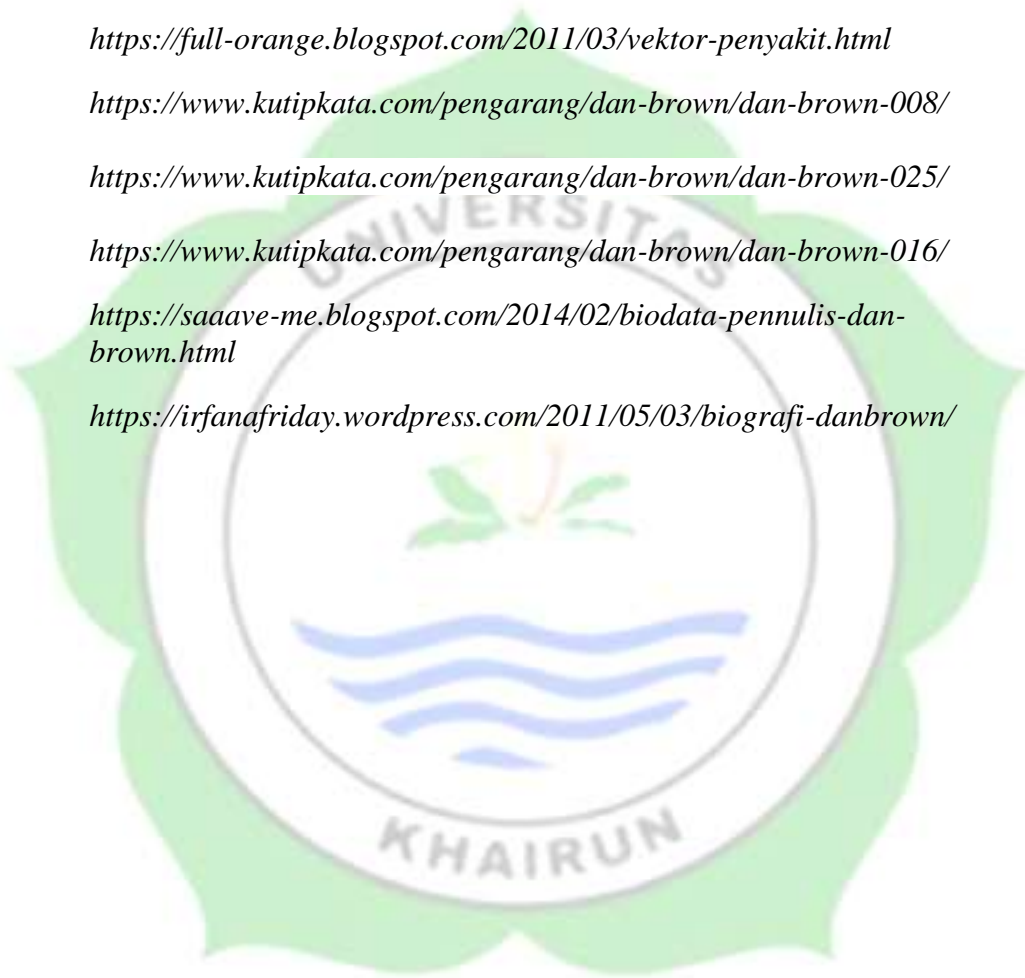 https://full-orange.blogspot.com/2011/03/vektor-penyakit.html
https://www.kutipkata.com/pengarang/dan-brown/dan-brown-008/
https://www.kutipkata.com/pengarang/dan-brown/dan-brown-025/
UNIVERSITAS
https://www.kutipkata.com/pengarang/dan-brown/dan-brown-016/
https://saaave-me.blogspot.com/2014/02/biodata-pennulis-dan-
brown.html
https://irfanafriday.wordpress.com/2011/05/03/biografi-danbrown/
KHAIRUN